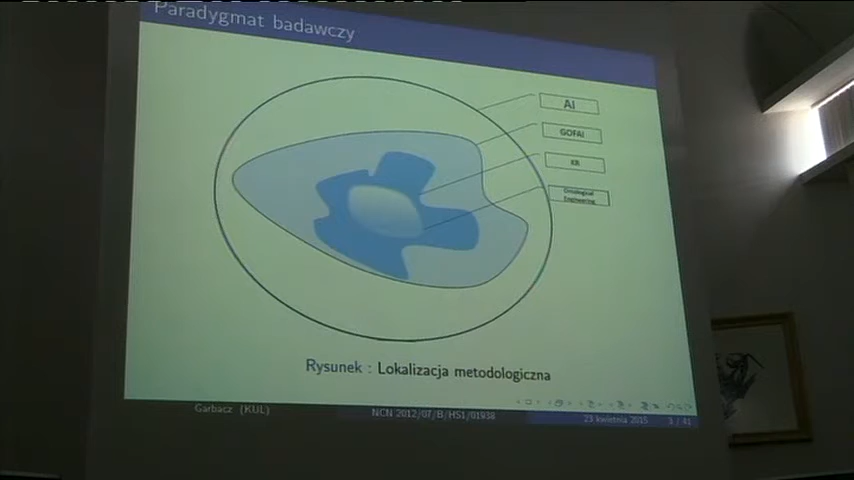 Paradygmat badawczy
AI
GOFAI
KR
Ontological
Engineering
Rysunek : Lokalizacja metodologiczna
Garbacz (KUL)
NCN 2012/07/B/HS1/01938
23 kwietnia 2015
3 / 41